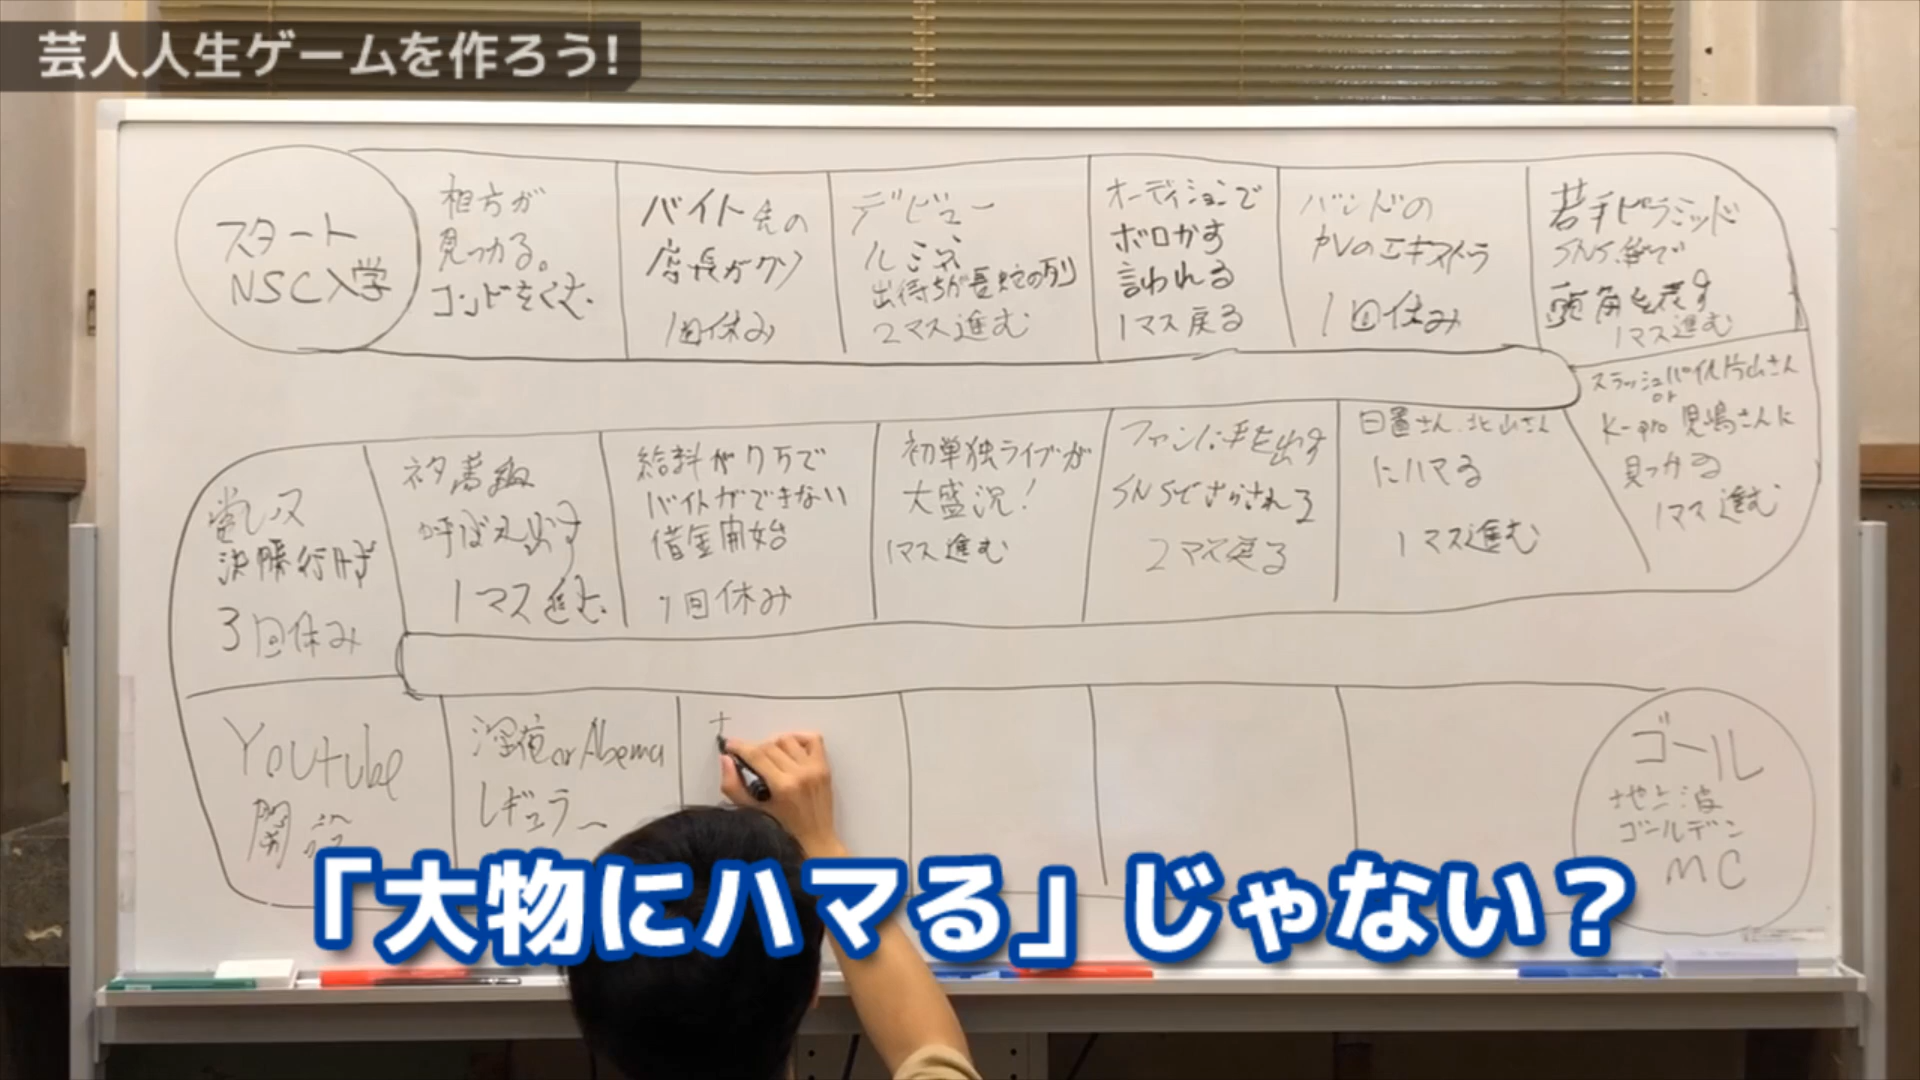 芸人人生ゲームを作ろう!
スタート
NSC入学
相方が
見つかる。
コンビをくむ。
バイト先の
店長がクソ
1回休み
デビュー
ルミネ
出待ちが長蛇の列
2マス進む
オーディションで
ボロカす
言われる
1マス戻る
バンドの
PVのエキストラ
1回休み
若手ピラミッド
SNS等で
頭角を表す
1マス進む
スラッシュパイル片山さん
or
K-pro 児嶋さんに
見つかる
1マス進む
日置さん、北山さん
にハマる
1マス進む
ファンに手を出す
SNSでさらされる
2マス戻る
初単独ライブが
大盛況!
1マス進む
給料が7万で
バイトができない
借金開始
1回休み
ネタ番組
呼ばれ出す
1マス進む
賞レース
決勝行けず
3回休み
Youtube
開設
深夜 or Abema
レギュラー
ゴール
地上波
ゴールデン
MC
「大物にハマる」じゃない?